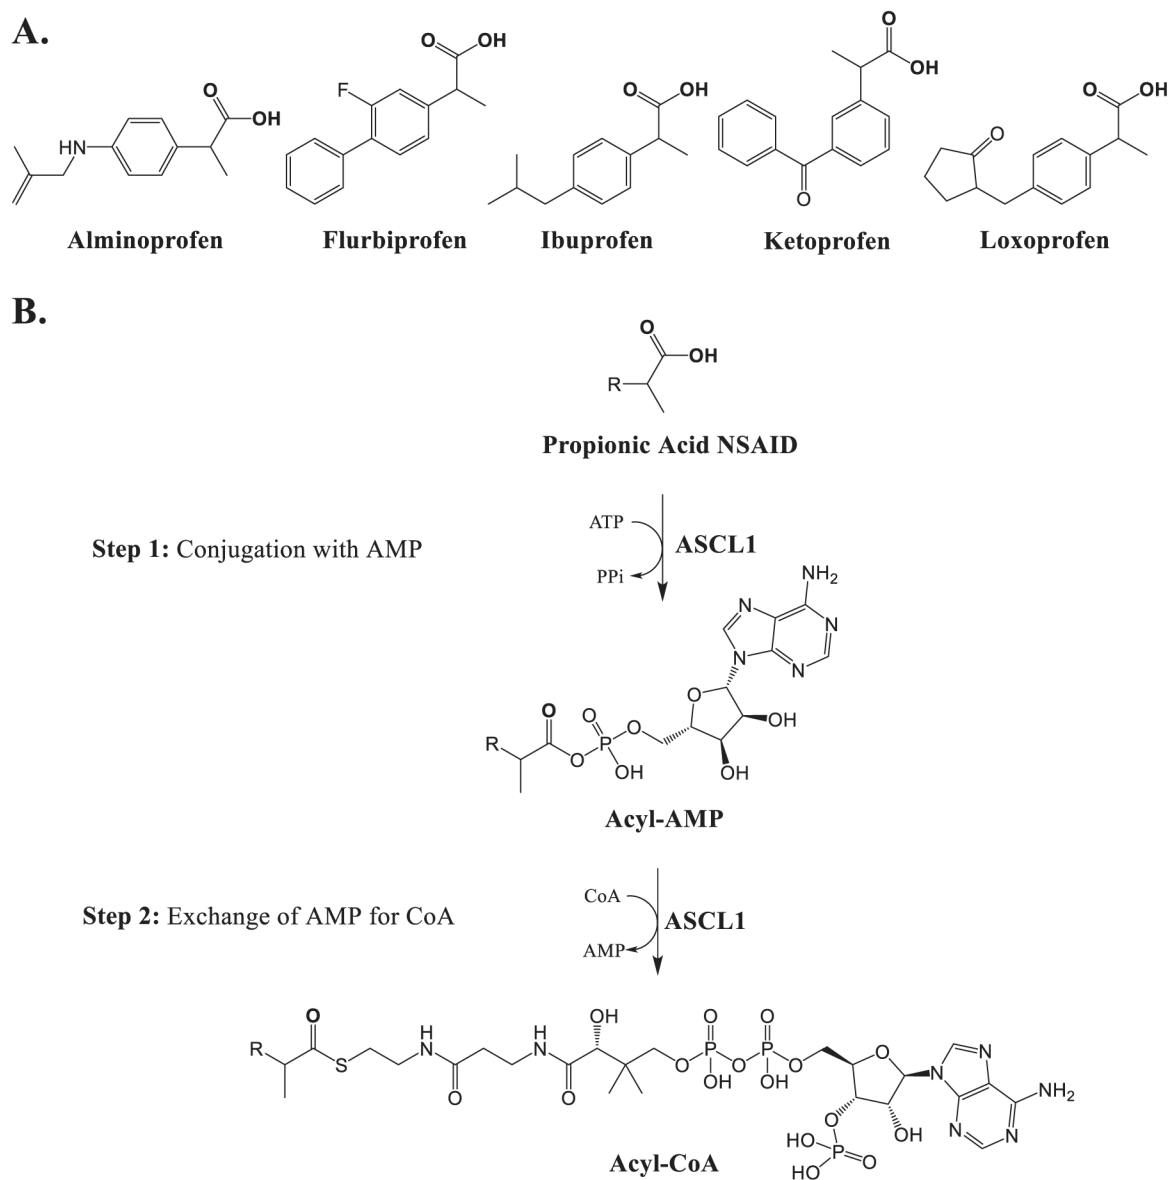 A.
O
OH
HN
Alminoprofen
O
OH
F
Flurbiprofen
O
OH
Ibuprofen
O
OH
O
Ketoprofen
O
OH
O
Loxoprofen
B.
O
OH
R
Propionic Acid NSAID
Step 1: Conjugation with AMP
ATP
PPi
ASCL1
NH2
N
N
N
N
O
OH
OH
O
O
O
P
O
OH
R
Acyl-AMP
Step 2: Exchange of AMP for CoA
CoA
AMP
ASCL1
O
R
S
H
N
O
H
N
O
OH
O
O
P
OH
O
O
P
OH
O
O
N
N
N
N
NH2
OH
O
HO
P
O
HO
Acyl-CoA